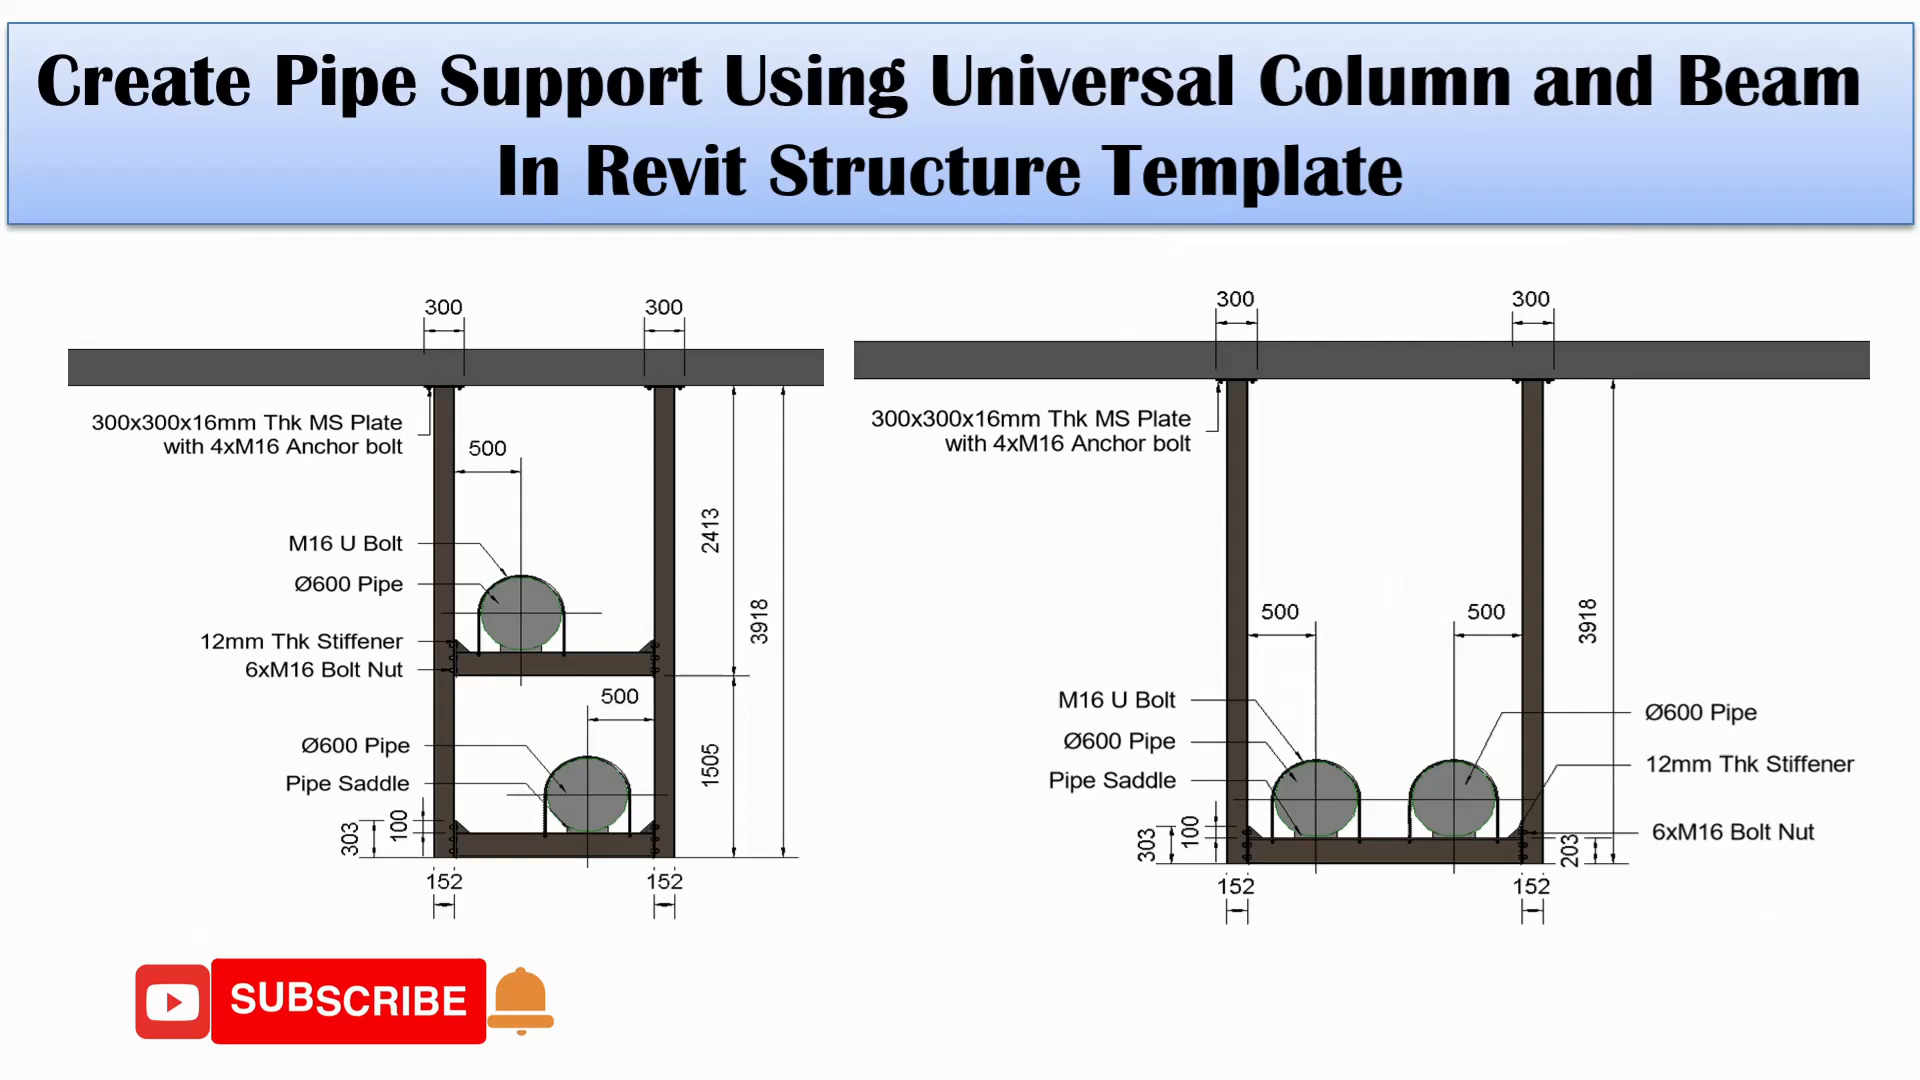 Create Pipe Support Using Universal Column and Beam
In Revit Structure Template
300
300
300x300x16mm Thk MS Plate
with 4xM16 Anchor bolt
500
M16 U Bolt
Ø600 Pipe
12mm Thk Stiffener
6xM16 Bolt Nut
2413
3918
500
Ø600 Pipe
Pipe Saddle
1505
303
100
152
152
300
300
300x300x16mm Thk MS Plate
with 4xM16 Anchor bolt
500
500
3918
M16 U Bolt
Ø600 Pipe
Pipe Saddle
Ø600 Pipe
12mm Thk Stiffener
6xM16 Bolt Nut
303
100
203
152
152
SUBSCRIBE